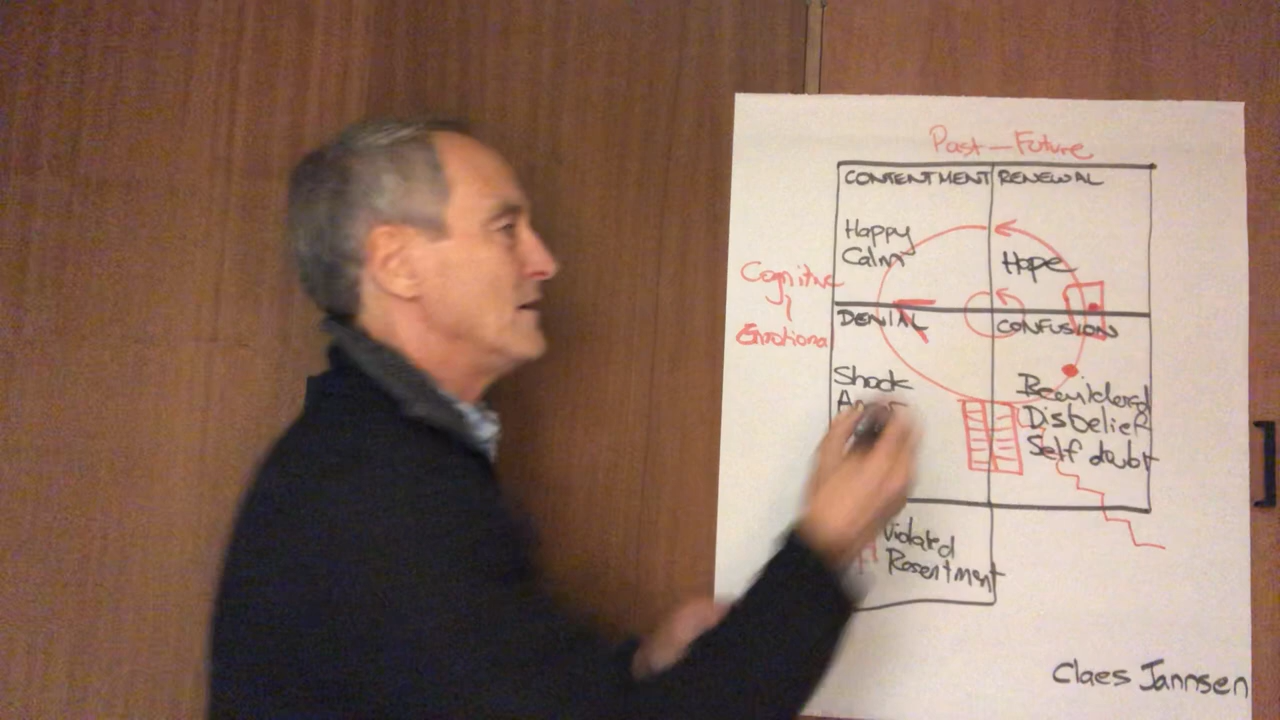 Past—Future
CONTENTMENT RENEWAL
Happy
Calm
Hope
Cognitive
Emotional
DENIAL CONFUSION
Shock
Bewildered
Disbelief
Self doubt
Violated
Resentment
Claes Jannsen